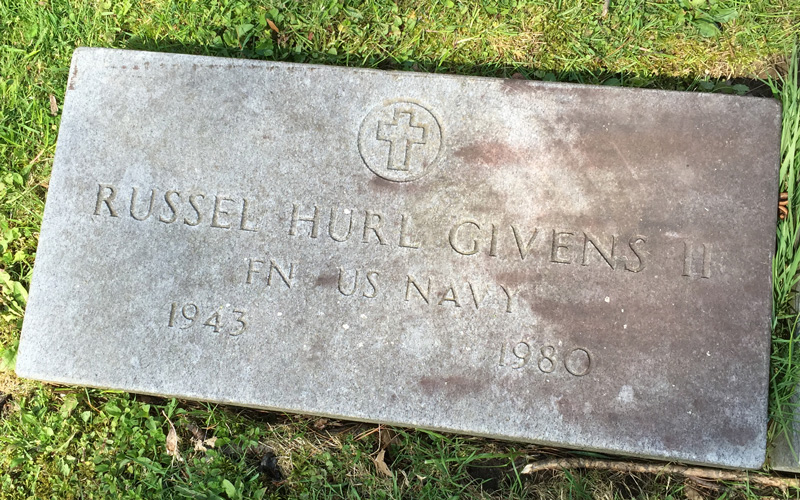 RUSSEL HURL GIVENS II
FN US NAVY
1943 1980